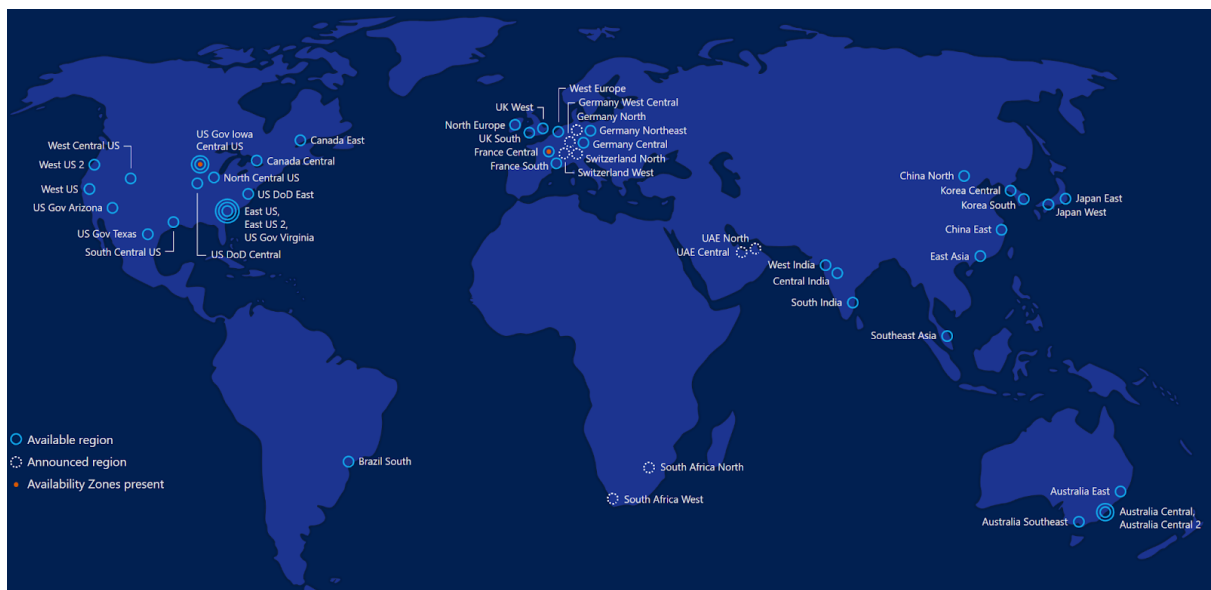 West Central US
West US 2
West US
US Gov Arizona
US Gov Texas
South Central US
US Gov Iowa
Central US
Canada East
Canada Central
North Central US
US DoD East
East US,
East US 2,
US Gov Virginia
US DoD Central
Brazil South
West Europe
Germany West Central
UK West
Germany North
North Europe
Germany Northeast
UK South
Germany Central
France Central
Switzerland North
France South
Switzerland West
UAE North
UAE Central
South Africa North
South Africa West
China North
Korea Central
Korea South
Japan East
Japan West
China East
East Asia
West India
Central India
South India
Southeast Asia
Australia East
Australia Central,
Australia Central 2
Australia Southeast
Available region
Announced region
Availability Zones present